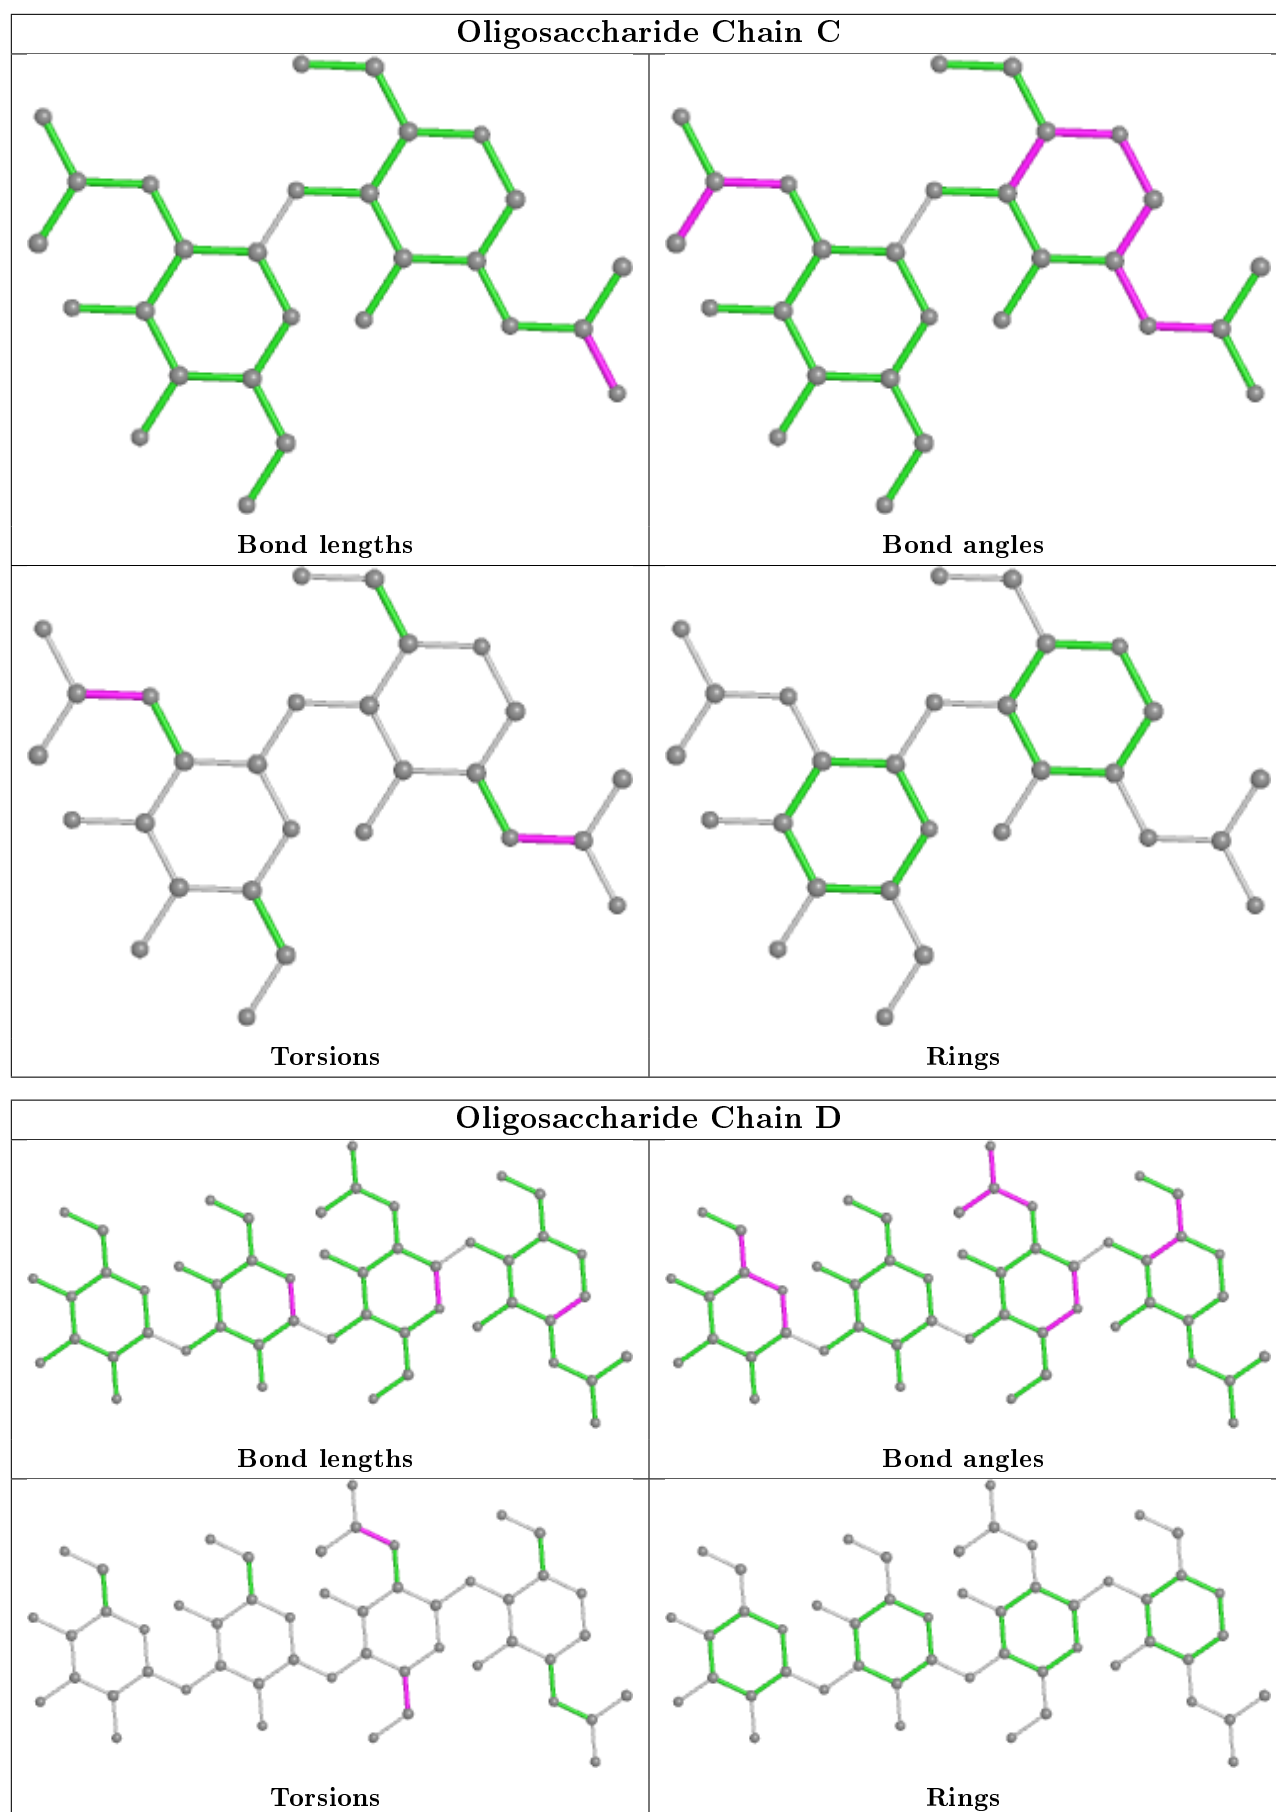 Oligosaccharide Chain C
Bond lengths
Bond angles
Torsions
Rings
Oligosaccharide Chain D
Bond lengths
Bond angles
Torsions
Rings